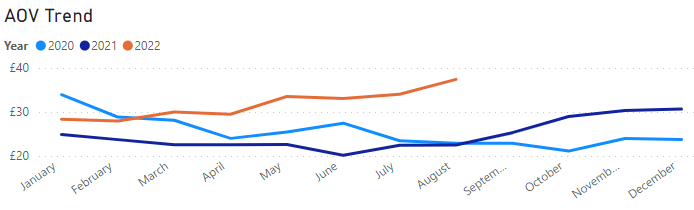 AOV Trend
Year 2020 2021 2022
£40
£30
£20
January February March April May June July August Septem... October Novemb... December